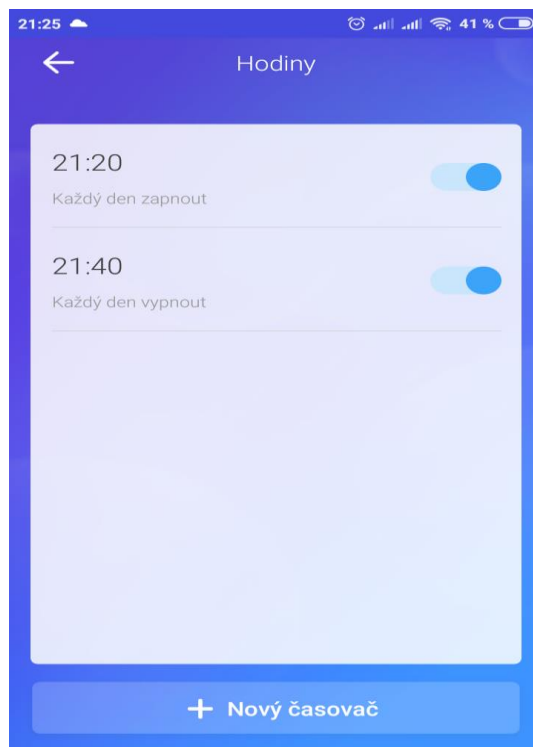 21:25 41 %
Hodiny
21:20
Každý den zapnout
21:40
Každý den vypnout
+ Nový časovač